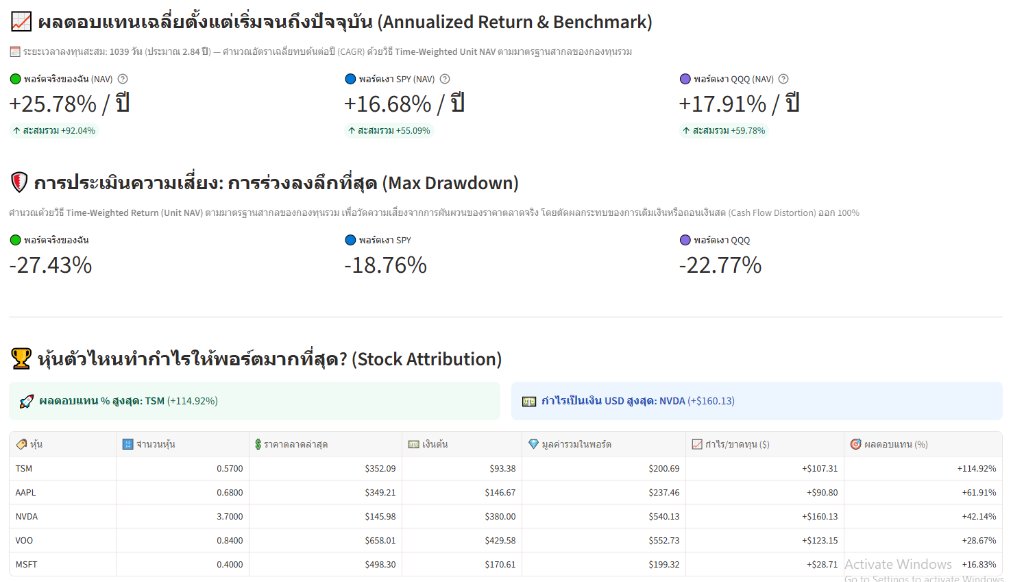 ผลตอบแทนเฉลี่ยตั้งแต่เริ่มจนถึงปัจจุบัน (Annualized Return & Benchmark)
ระยะเวลาลงทุนสะสม: 1039 วัน (ประมาณ 2.84 ปี) — คำนวณอัตราเฉลี่ยทบต้นต่อปี (CAGR) ด้วยวิธี Time-Weighted Unit NAV ตามมาตรฐานสากลของกองทุนรวม
พอร์ตจริงของฉัน (NAV) พอร์ตเงา SPY (NAV) พอร์ตเงา QQQ (NAV)
+25.78% / ปี +16.68% / ปี +17.91% / ปี
↑ สะสมรวม +92.04% ↑ สะสมรวม +55.09% ↑ สะสมรวม +59.78%
การประเมินความเสี่ยง: การร่วงลงลึกที่สุด (Max Drawdown)
คำนวณด้วยวิธี Time-Weighted Return (Unit NAV) ตามมาตรฐานสากลของกองทุนรวม เพื่อวัดความเสี่ยงจากการผันผวนของราคาตลาดจริง โดยตัดผลกระทบของการเติมเงินหรือถอนเงินสด (Cash Flow Distortion) ออก 100%
พอร์ตจริงของฉัน พอร์ตเงา SPY พอร์ตเงา QQQ
-27.43% -18.76% -22.77%
หุ้นตัวไหนทำกำไรให้พอร์ตมากที่สุด? (Stock Attribution)
ผลตอบแทน % สูงสุด: TSM (+114.92%) กำไรเป็นเงิน USD สูงสุด: NVDA (+$160.13)
หุ้น จำนวนหุ้น ราคาตลาดล่าสุด เงินต้น มูลค่ารวมในพอร์ต กำไร/ขาดทุน ($) ผลตอบแทน (%)
TSM 0.5700 $352.09 $93.38 $200.69 +$107.31 +114.92%
AAPL 0.6800 $349.21 $146.67 $237.46 +$90.80 +61.91%
NVDA 3.7000 $145.98 $380.00 $540.13 +$160.13 +42.14%
VOO 0.8400 $658.01 $429.58 $552.73 +$123.15 +28.67%
MSFT 0.4000 $498.30 $170.61 $199.32 +$28.71 +16.83%
Activate Windows
Go to Settings to activate Windows